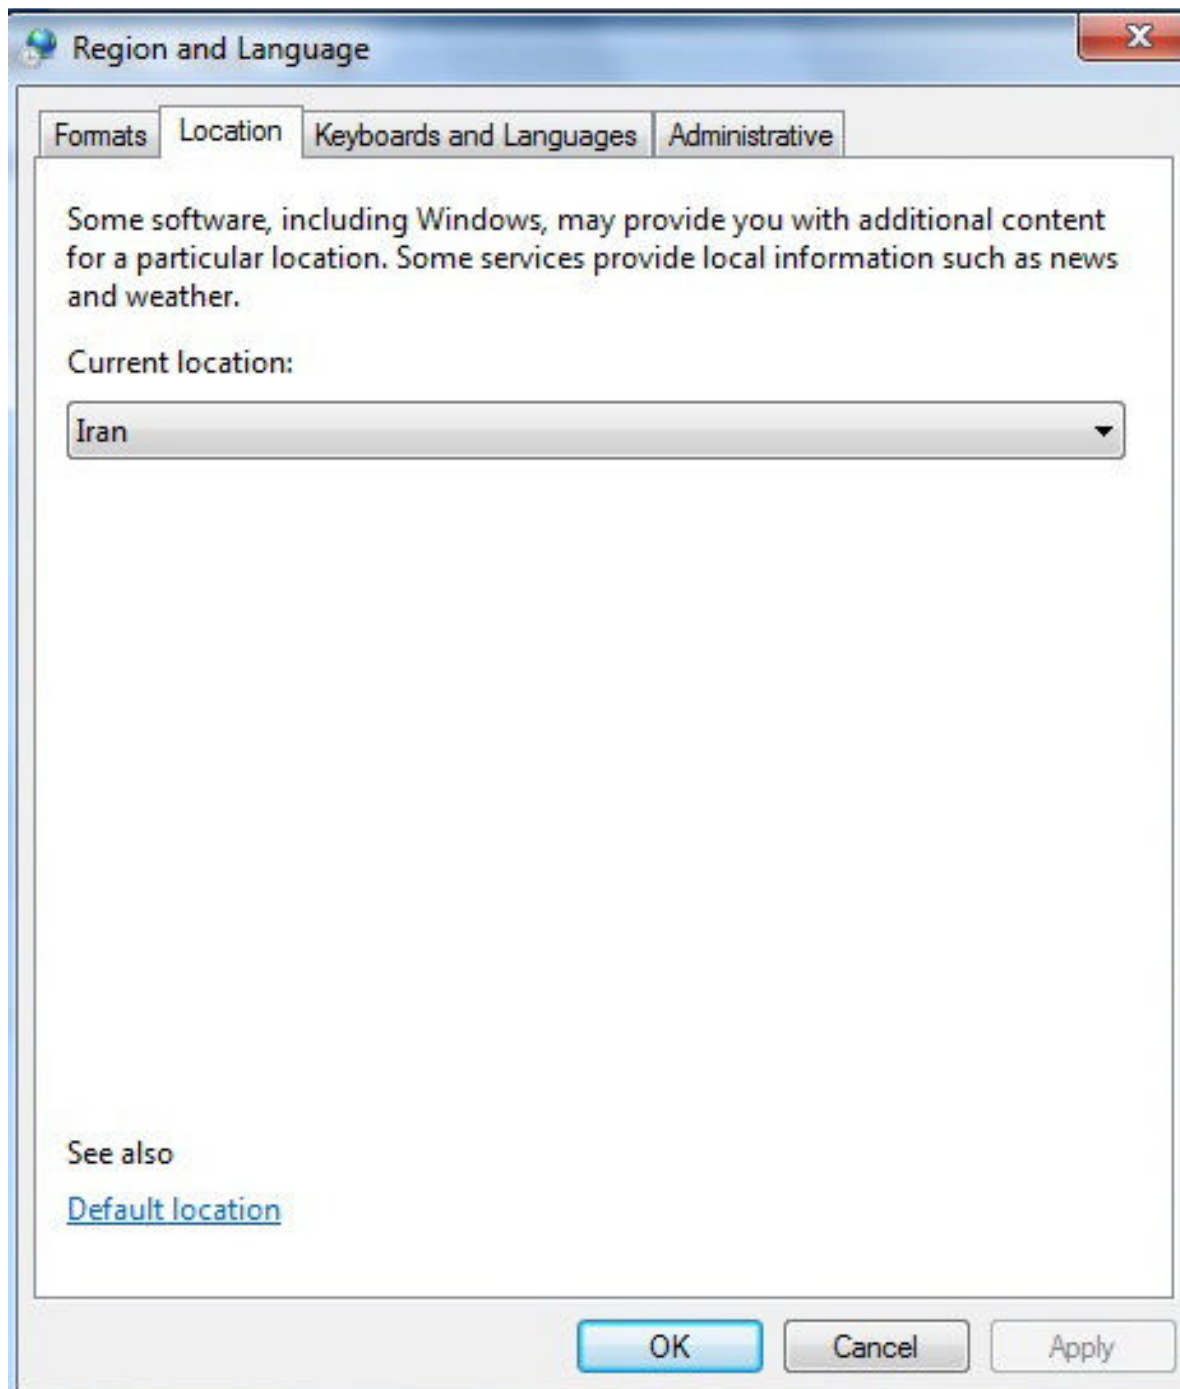 Region and Language
Formats Location Keyboards and Languages Administrative
Some software, including Windows, may provide you with additional content
for a particular location. Some services provide local information such as news
and weather.
Current location:
Iran
See also
Default location
OK Cancel Apply